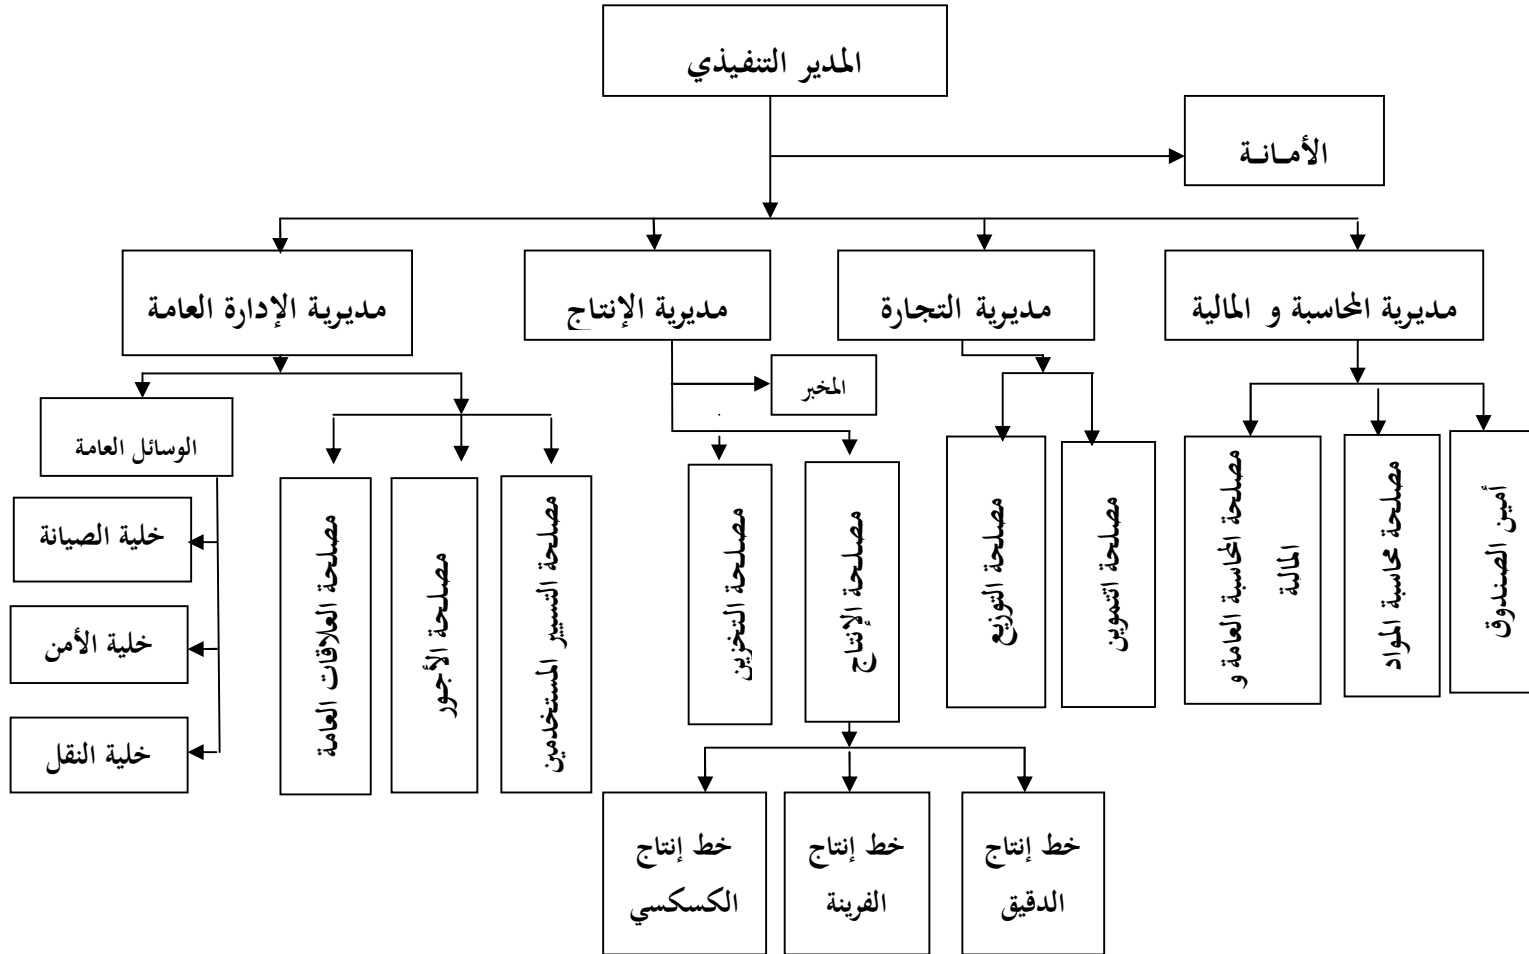 المدير التنفيذي
الأمـانـة
مديرية المحاسبة و المالية
مديرية التجارة
مديرية الإنتاج
مديرية الإدارة العامة
المخبر
الوسائل العامة
أمين الصندوق
مصلحة محاسبة المواد
مصلحة المحاسبة العامة و
المالية
مصلحة اتتموين
مصلحة التوزيع
مصلحة الإنتاج
مصلحة التخزين
مصلحة التسيير المستخدمين
مصلحة الأجور
مصلحة العلاقات العامة
خلية الصيانة
خلية الأمن
خلية النقل
خط إنتاج
الدقيق
خط إنتاج
الفرينة
خط إنتاج
الكسكسي